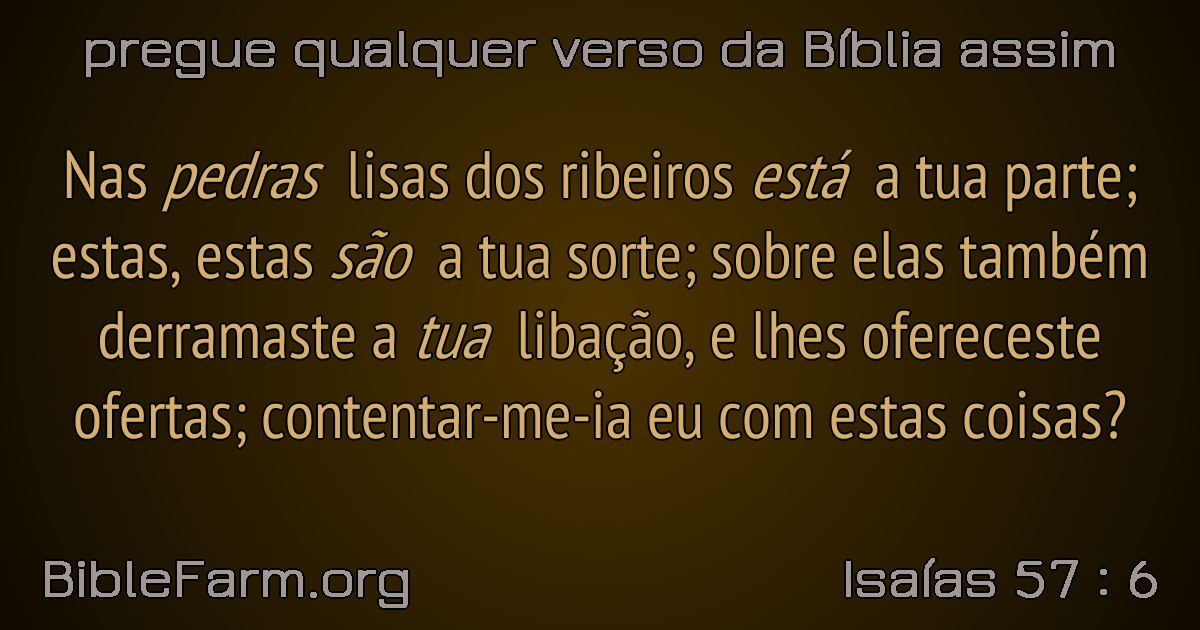 pregue qualquer verso da Bíblia assim
Nas pedras lisas dos ribeiros está a tua parte;
estas, estas são a tua sorte; sobre elas também
derramaste a tua libação, e lhes ofereceste
ofertas; contentar-me-ia eu com estas coisas?
BibleFarm.org
Isaías 57 : 6